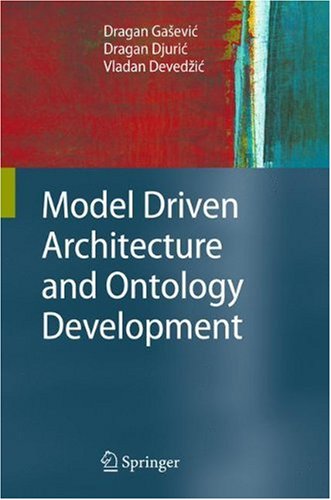 Dragan Gašević
Dragan Djurić
Vladan Devedžić
Model Driven
Architecture
and Ontology
Development
Springer